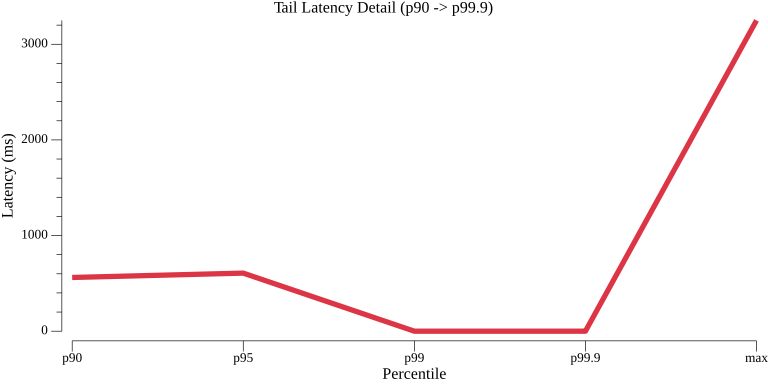 Tail Latency Detail (p90 -> p99.9)
3000
2000
1000
0
Latency (ms)
p90 p95 p99 p99.9 max
Percentile